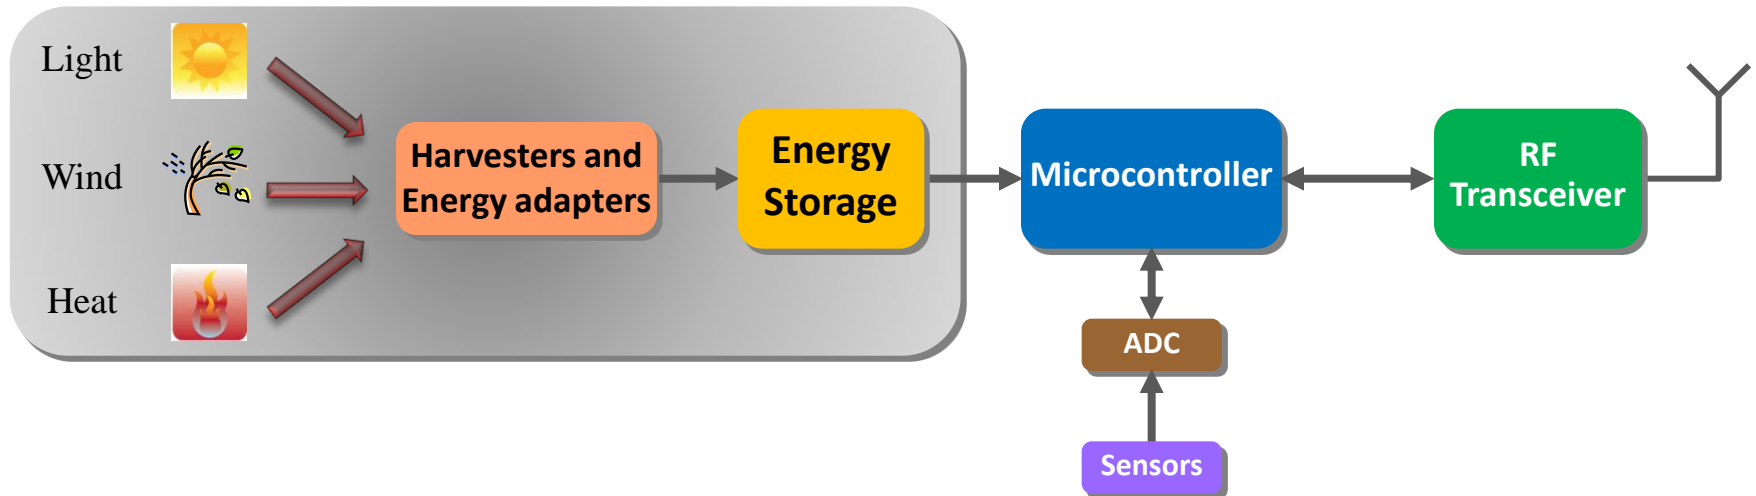 Light
Wind
Heat
Harvesters and
Energy adapters
Energy
Storage
Microcontroller
RF
Transceiver
ADC
Sensors